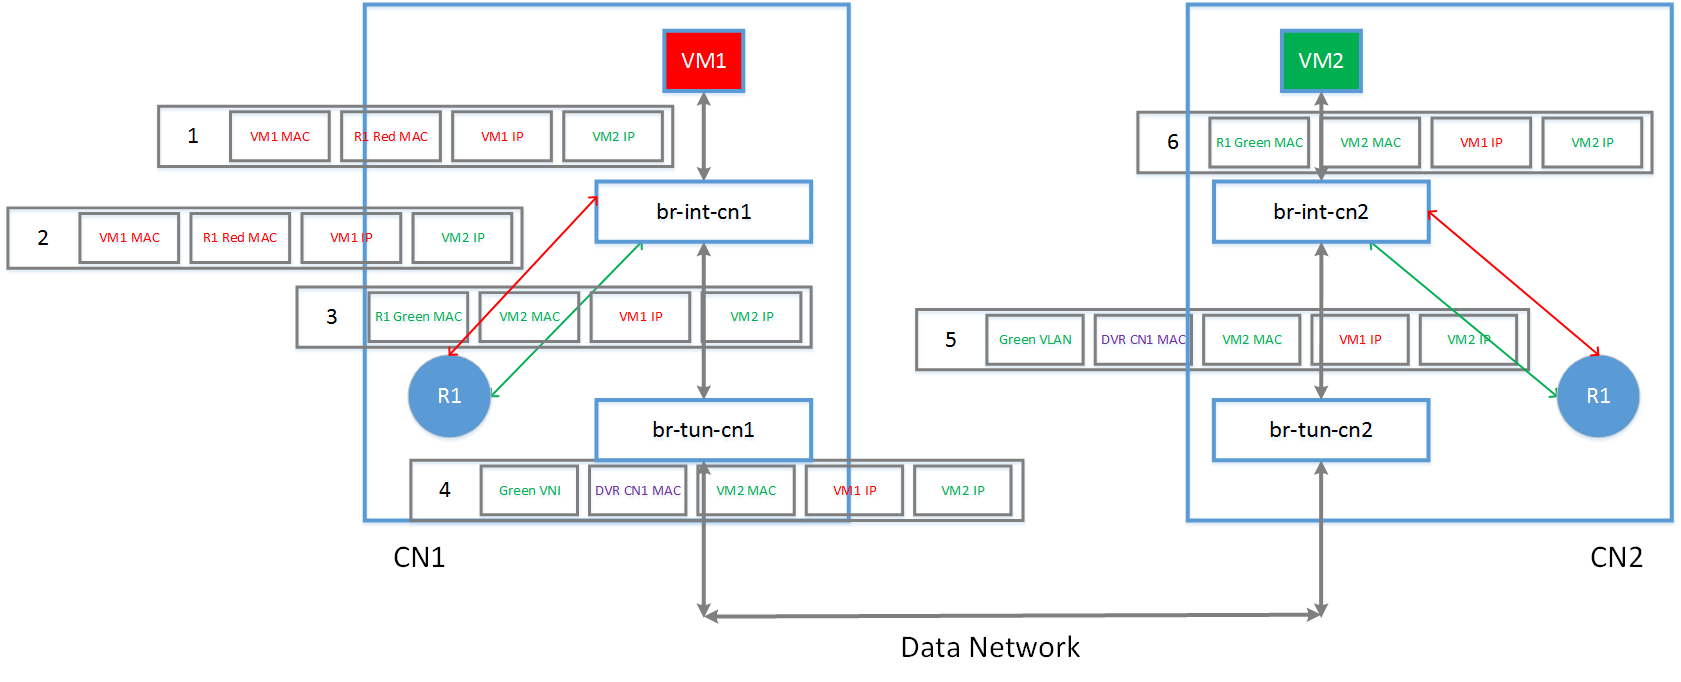 VM1
VM2
1 VM1 MAC R1 Red MAC VM1 IP VM2 IP
6 R1 Green MAC VM2 MAC VM1 IP VM2 IP
br-int-cn1
br-int-cn2
2 VM1 MAC R1 Red MAC VM1 IP VM2 IP
3 R1 Green MAC VM2 MAC VM1 IP VM2 IP
5 Green VLAN DVR CN1 MAC VM2 MAC VM1 IP VM2 IP
R1
R1
br-tun-cn1
br-tun-cn2
4 Green VNI DVR CN1 MAC VM2 MAC VM1 IP VM2 IP
CN1
CN2
Data Network